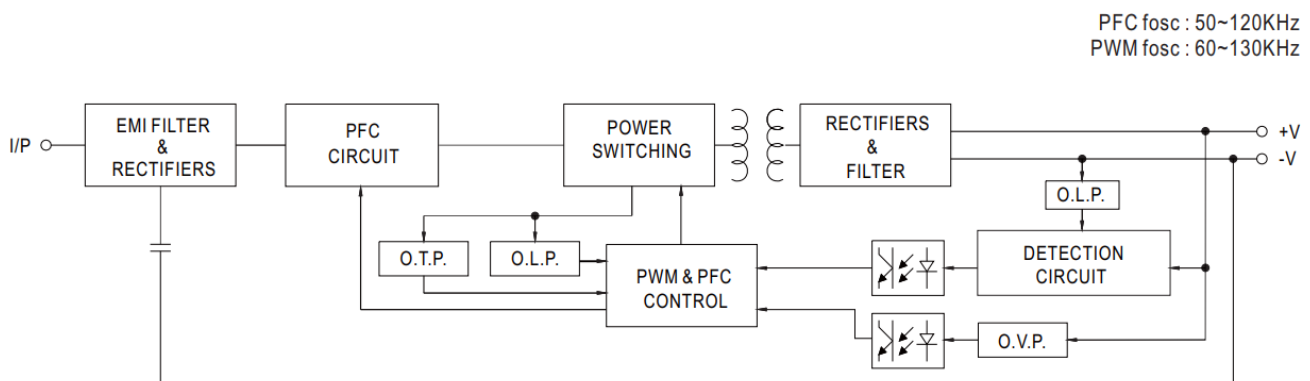 PFC fosc : 50~120KHz
PWM fosc : 60~130KHz
I/P
EMI FILTER
&
RECTIFIERS
PFC
CIRCUIT
POWER
SWITCHING
RECTIFIERS
&
FILTER
+V
-V
O.L.P.
O.T.P.
O.L.P.
PWM & PFC
CONTROL
DETECTION
CIRCUIT
O.V.P.